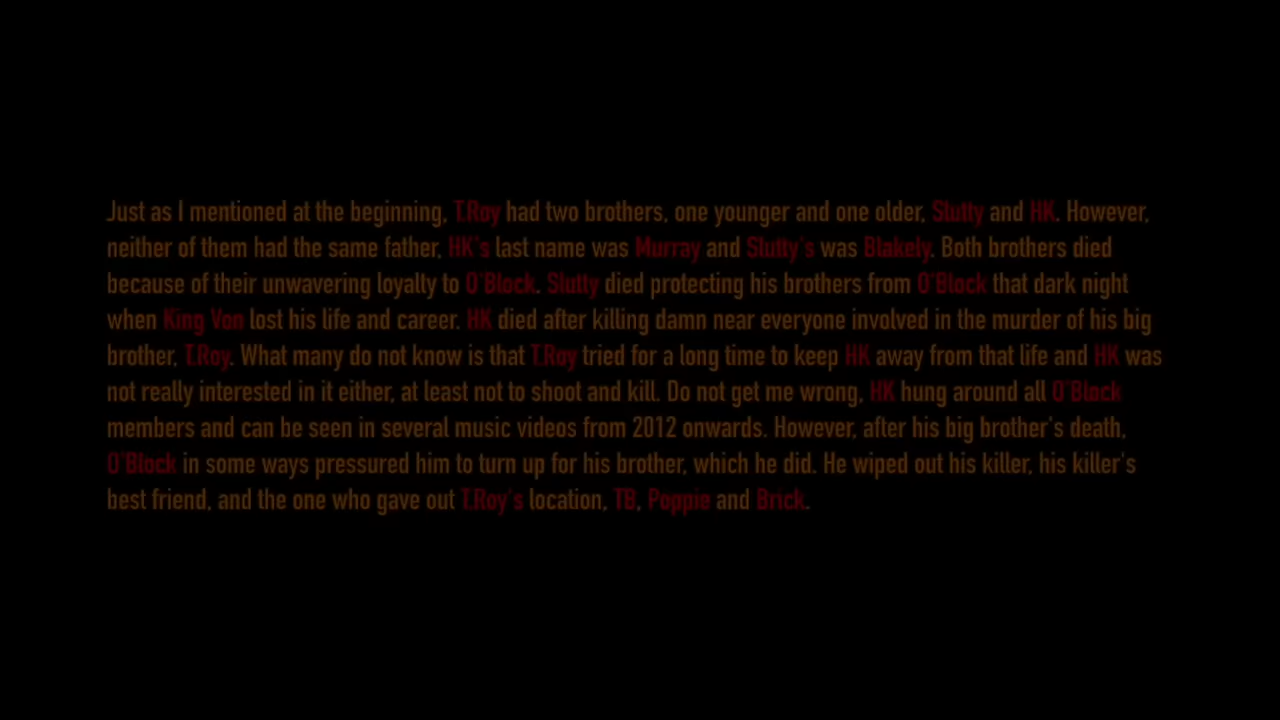 Just as I mentioned at the beginning, T.Roy had two brothers, one younger and one older, Slutty and HK. However,
neither of them had the same father, HK's last name was Murray and Slutty's was Blakely. Both brothers died
because of their unwavering loyalty to O'Block. Slutty died protecting his brothers from O'Block that dark night
when King Von lost his life and career. HK died after killing damn near everyone involved in the murder of his big
brother, T.Roy. What many do not know is that T.Roy tried for a long time to keep HK away from that life and HK was
not really interested in it either, at least not to shoot and kill. Do not get me wrong, HK hung around all O'Block
members and can be seen in several music videos from 2012 onwards. However, after his big brother's death,
O'Block in some ways pressured him to turn up for his brother, which he did. He wiped out his killer, his killer's
best friend, and the one who gave out T.Roy's location, TB, Poppie and Brick.